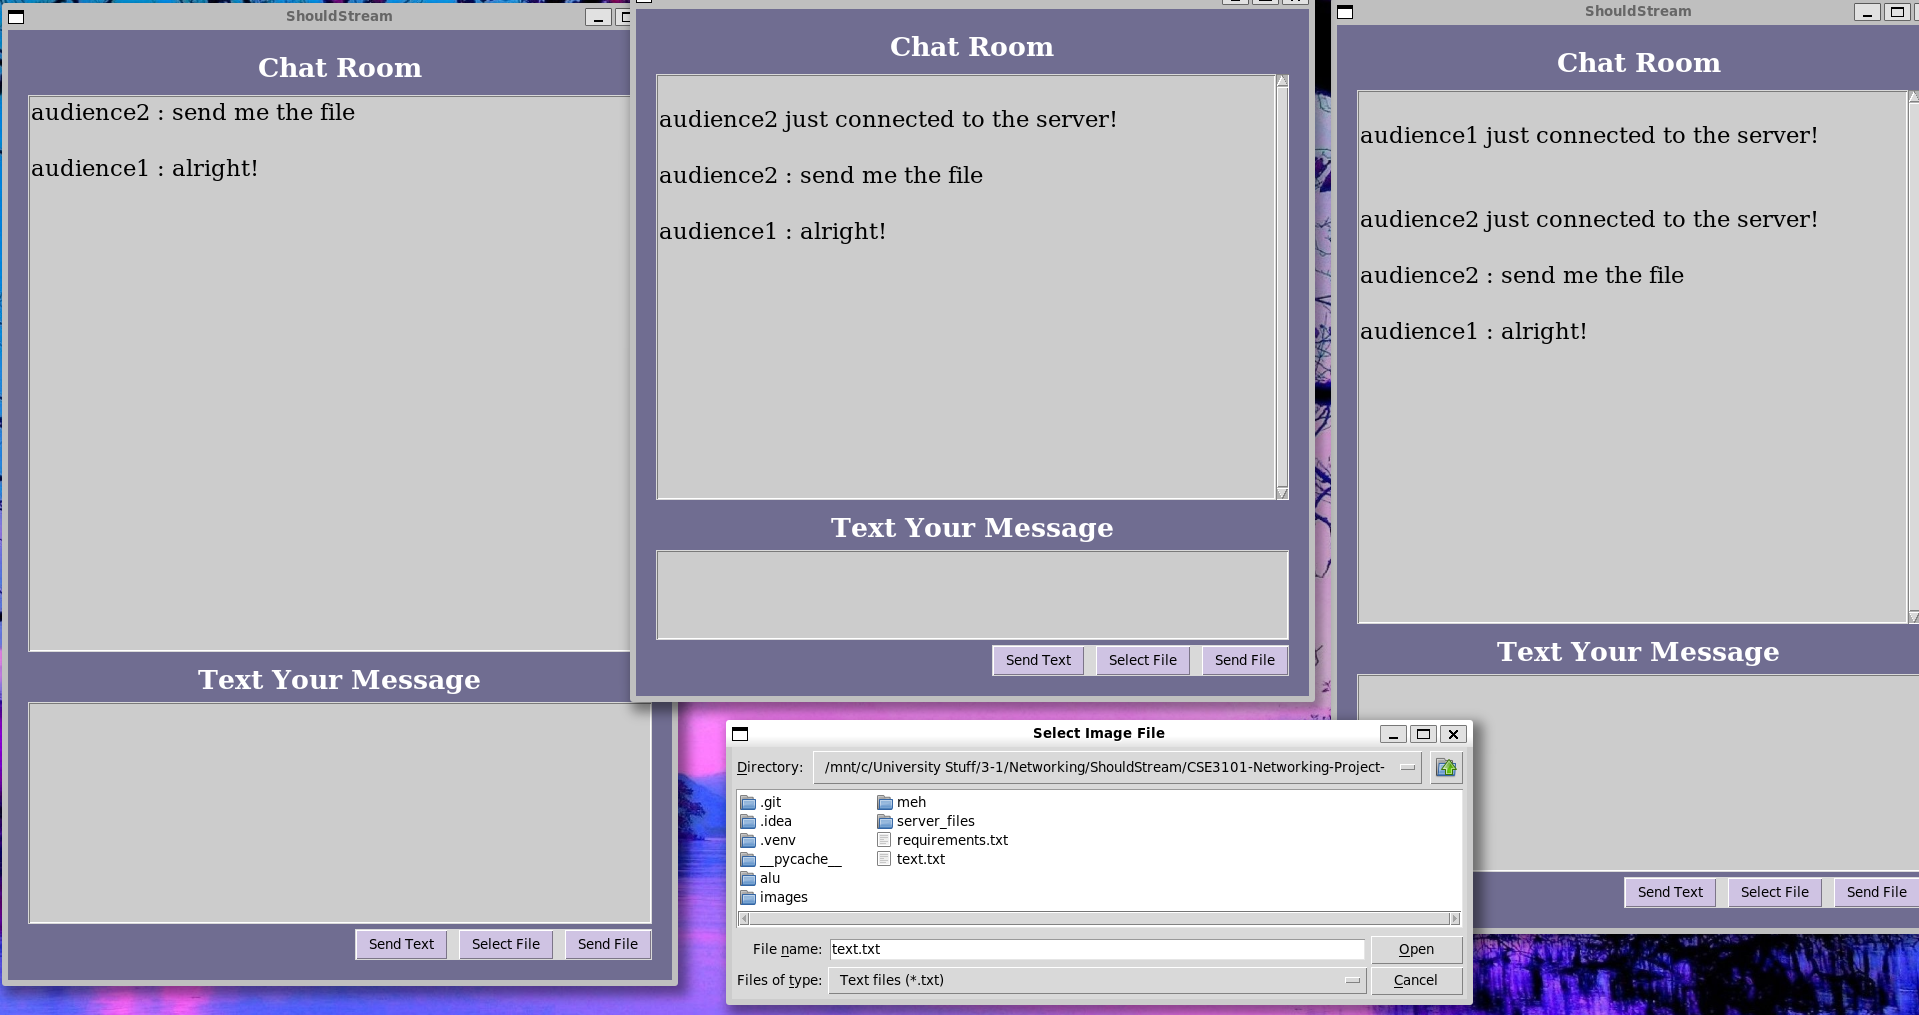 ShouldStream
Chat Room
audience2 : send me the file
audience1 : alright!
Text Your Message
Send Text
Select File
Send File
Chat Room
audience2 just connected to the server!
audience2 : send me the file
audience1 : alright!
Text Your Message
Send Text
Select File
Send File
ShouldStream
Chat Room
audience1 just connected to the server!
audience2 just connected to the server!
audience2 : send me the file
audience1 : alright!
Text Your Message
Send Text
Select File
Send File
Select Image File
Directory: /mnt/c/University Stuff/3-1/Networking/ShouldStream/CSE3101-Networking-Project-
.git
.idea
.venv
__pycache__
alu
images
meh
server_files
requirements.txt
text.txt
File name: text.txt
Open
Files of type: Text files (*.txt)
Cancel